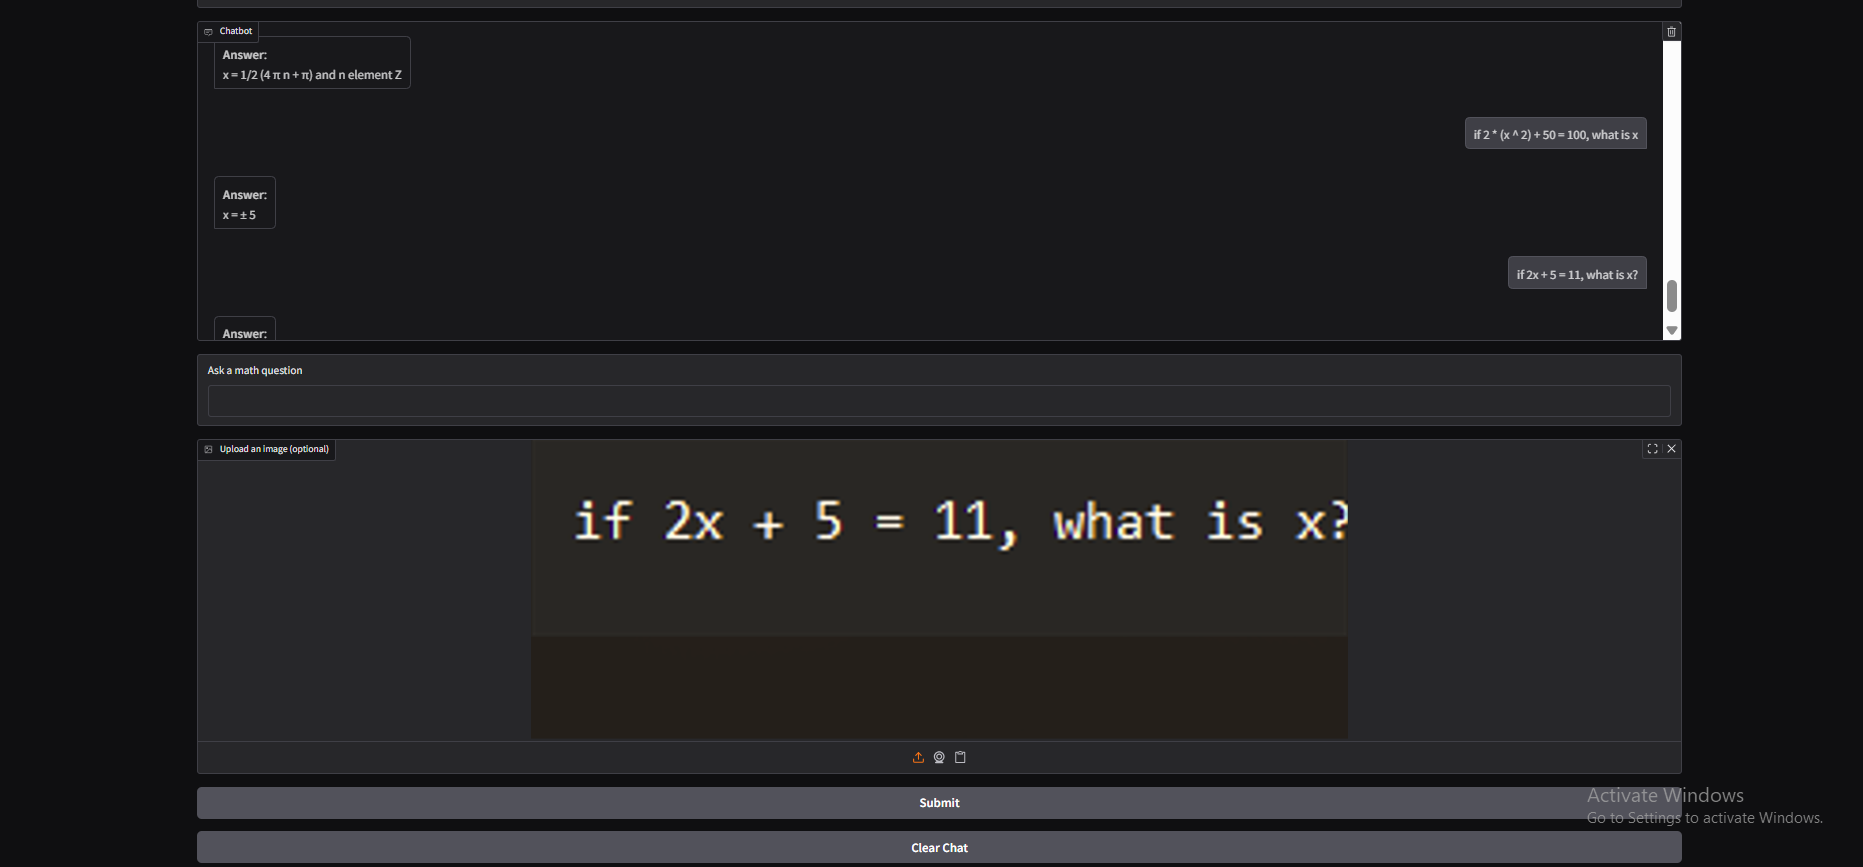 Chatbot
Answer:
x = 1/2 (4 π n + π) and n element Z
if 2 * (x ^ 2) + 50 = 100, what is x
Answer:
x = ± 5
if 2x + 5 = 11, what is x?
Answer:
Ask a math question
Upload an image (optional)
if 2x + 5 = 11, what is x?
Submit
Activate Windows
Go to Settings to activate Windows.
Clear Chat